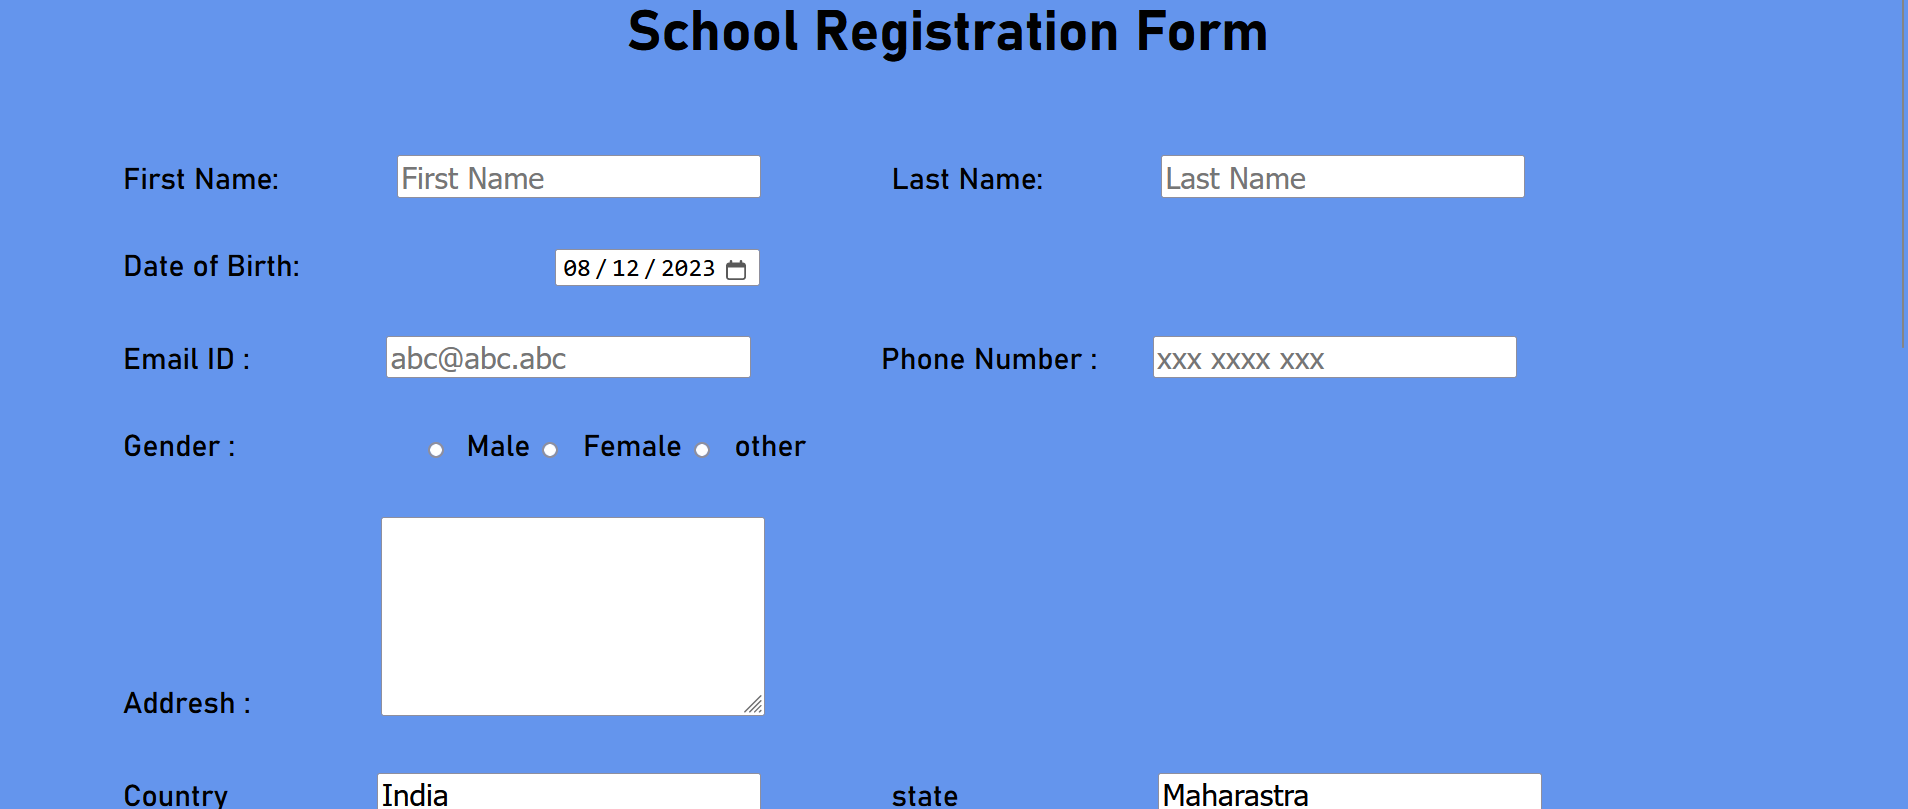 School Registration Form
First Name: First Name Last Name: Last Name
Date of Birth: 08/12/2023
Email ID : abc@abc.abc Phone Number : xxx xxxx xxx
Gender : Male Female other
Addresh :
Country India state Maharastra